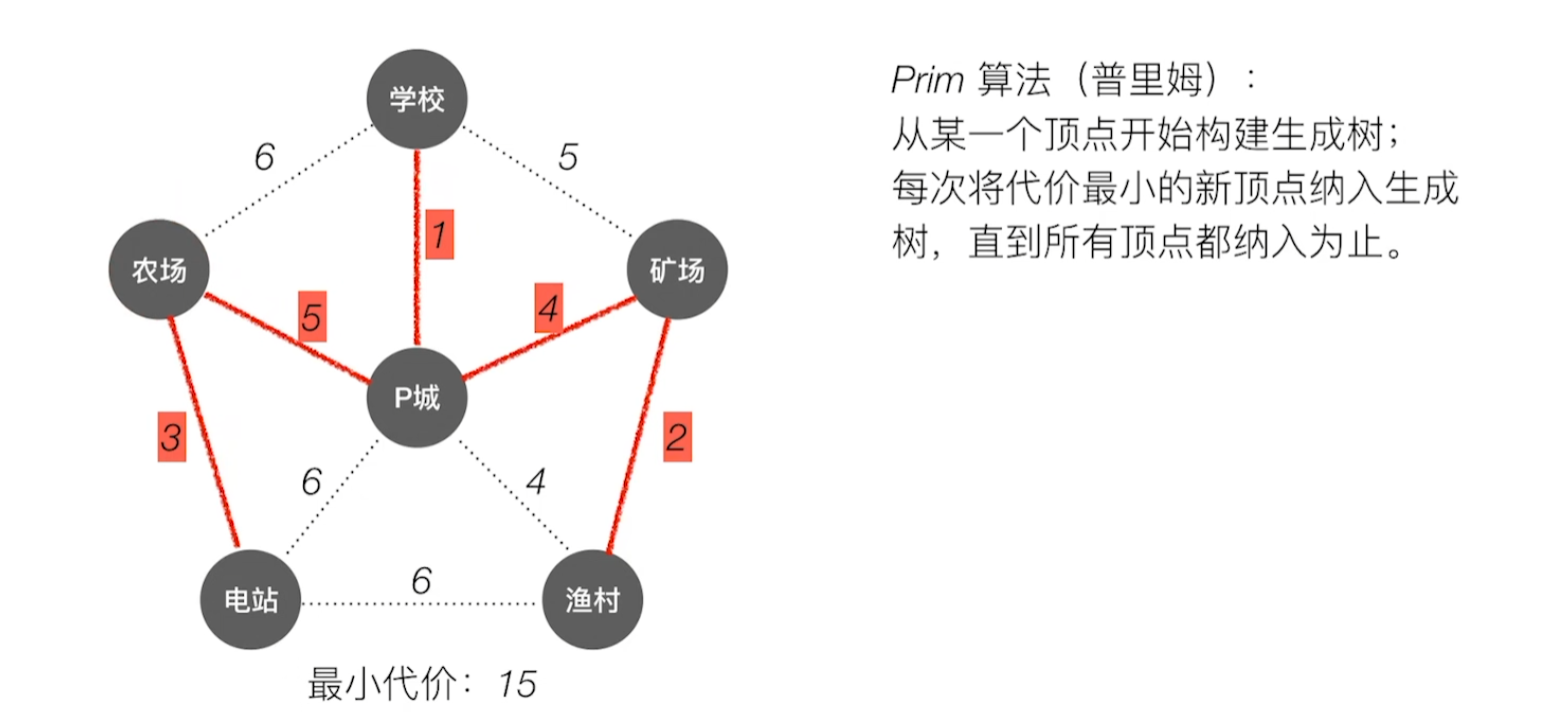 学校
6
5
1
农场
矿场
5
4
P城
3
2
6
4
6
电站
渔村
最小代价：15
Prim 算法（普里姆）：
从某一个顶点开始构建生成树；
每次将代价最小的新顶点纳入生成
树，直到所有顶点都纳入为止。